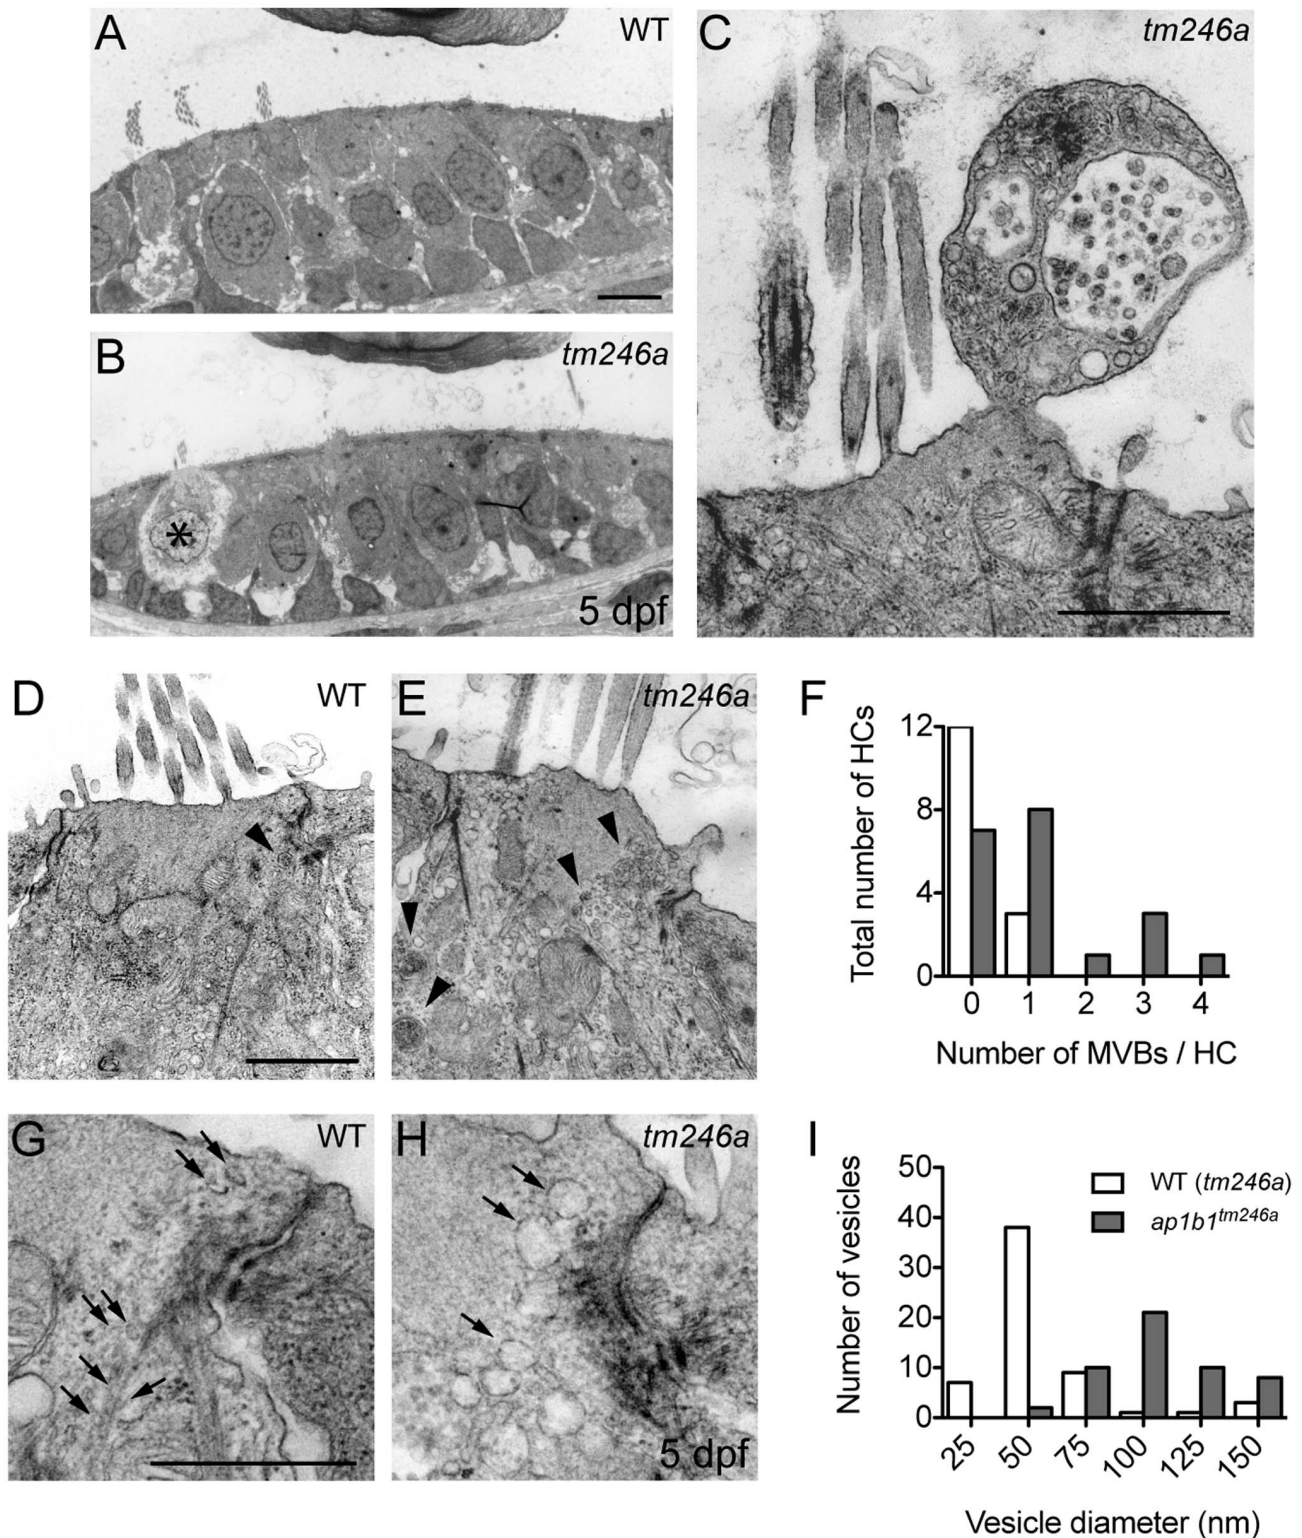 A
WT
B
tm246a
*
5 dpf
C
tm246a
D
WT
E
tm246a
F
Total number of HCs
12
8
4
0
0 1 2 3 4
Number of MVBs / HC
G
WT
H
tm246a
5 dpf
I
Number of vesicles
50
40
30
20
10
0
WT (tm246a)
ap1b1tm246a
25 50 75 100 125 150
Vesicle diameter (nm)